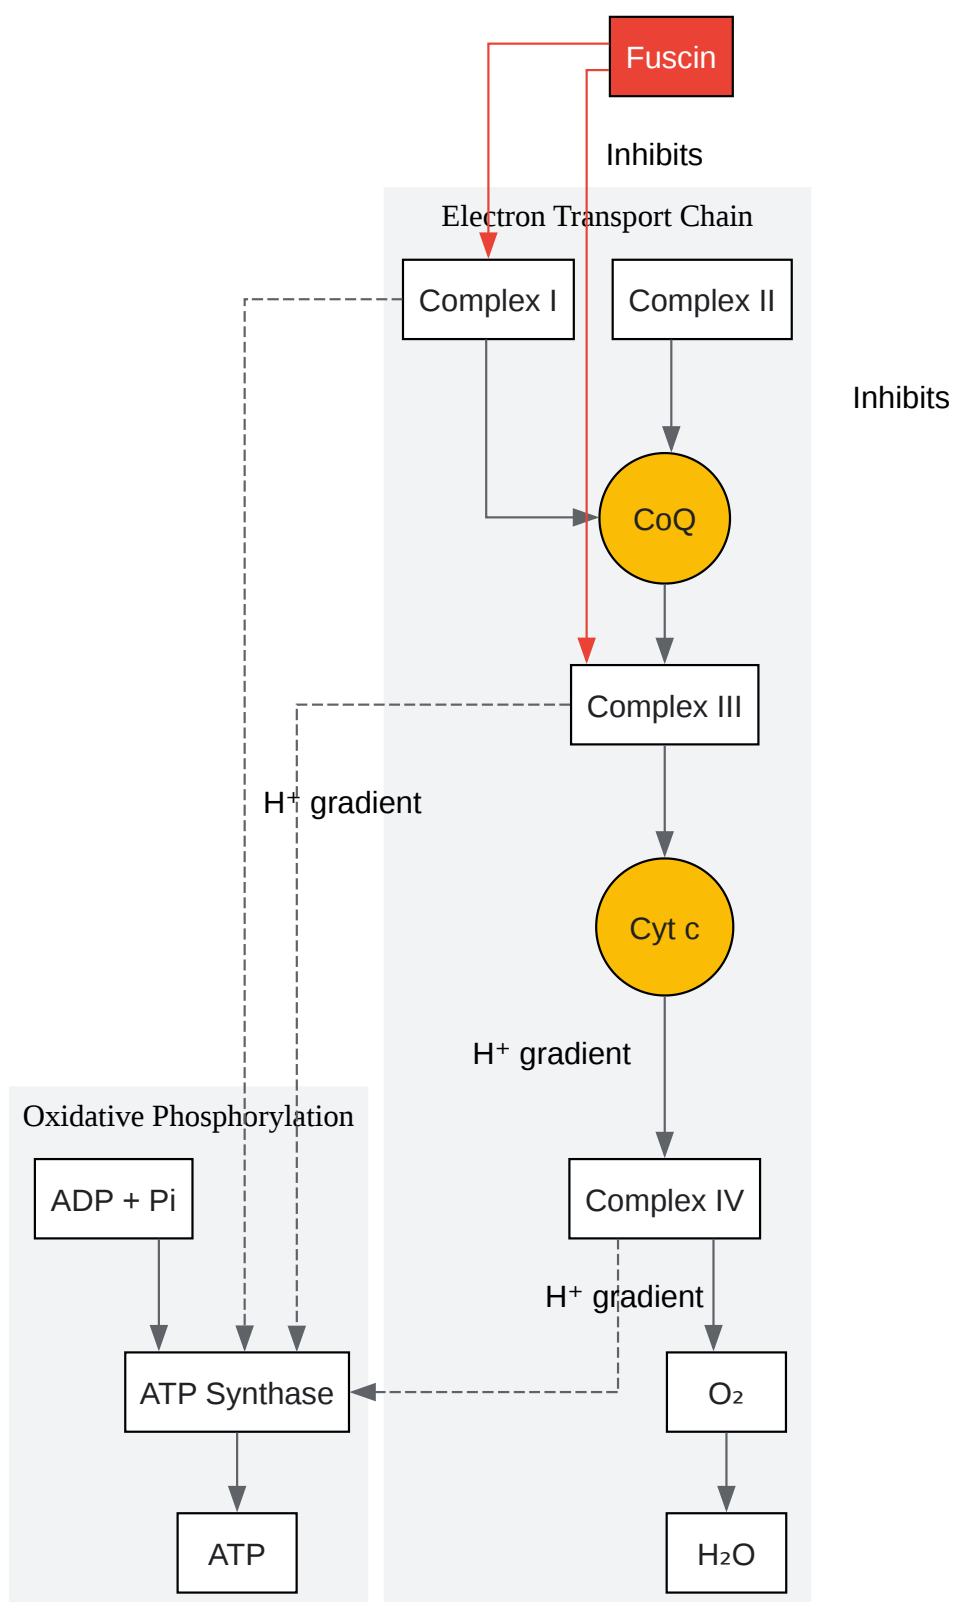 Fuscin
Inhibits
Electron Transport Chain
Complex I
Complex II
Inhibits
CoQ
Complex III
H⁺ gradient
Cyt c
H⁺ gradient
Oxidative Phosphorylation
ADP + Pi
Complex IV
H⁺ gradient
ATP Synthase
O₂
ATP
H₂O